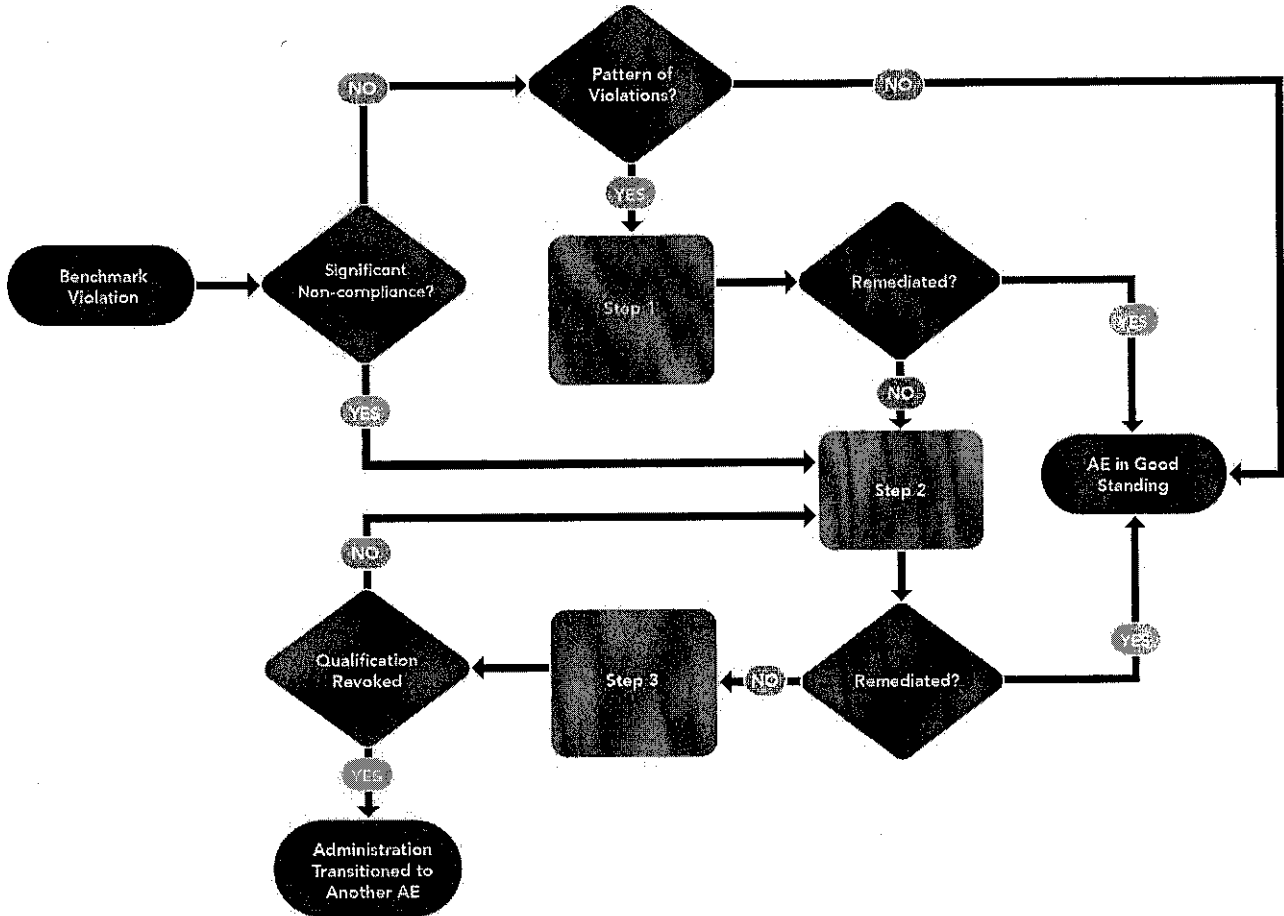 NO
Pattern of
Violations?
NO
YES
Benchmark
Violation
Significant
Non-compliance?
Step 1
Remediated?
YES
YES
NO
AE in Good
Standing
Step 2
NO
YES
Qualification
Revoked
Step 3
NO
Remediated?
YES
Administration
Transitioned to
Another AE